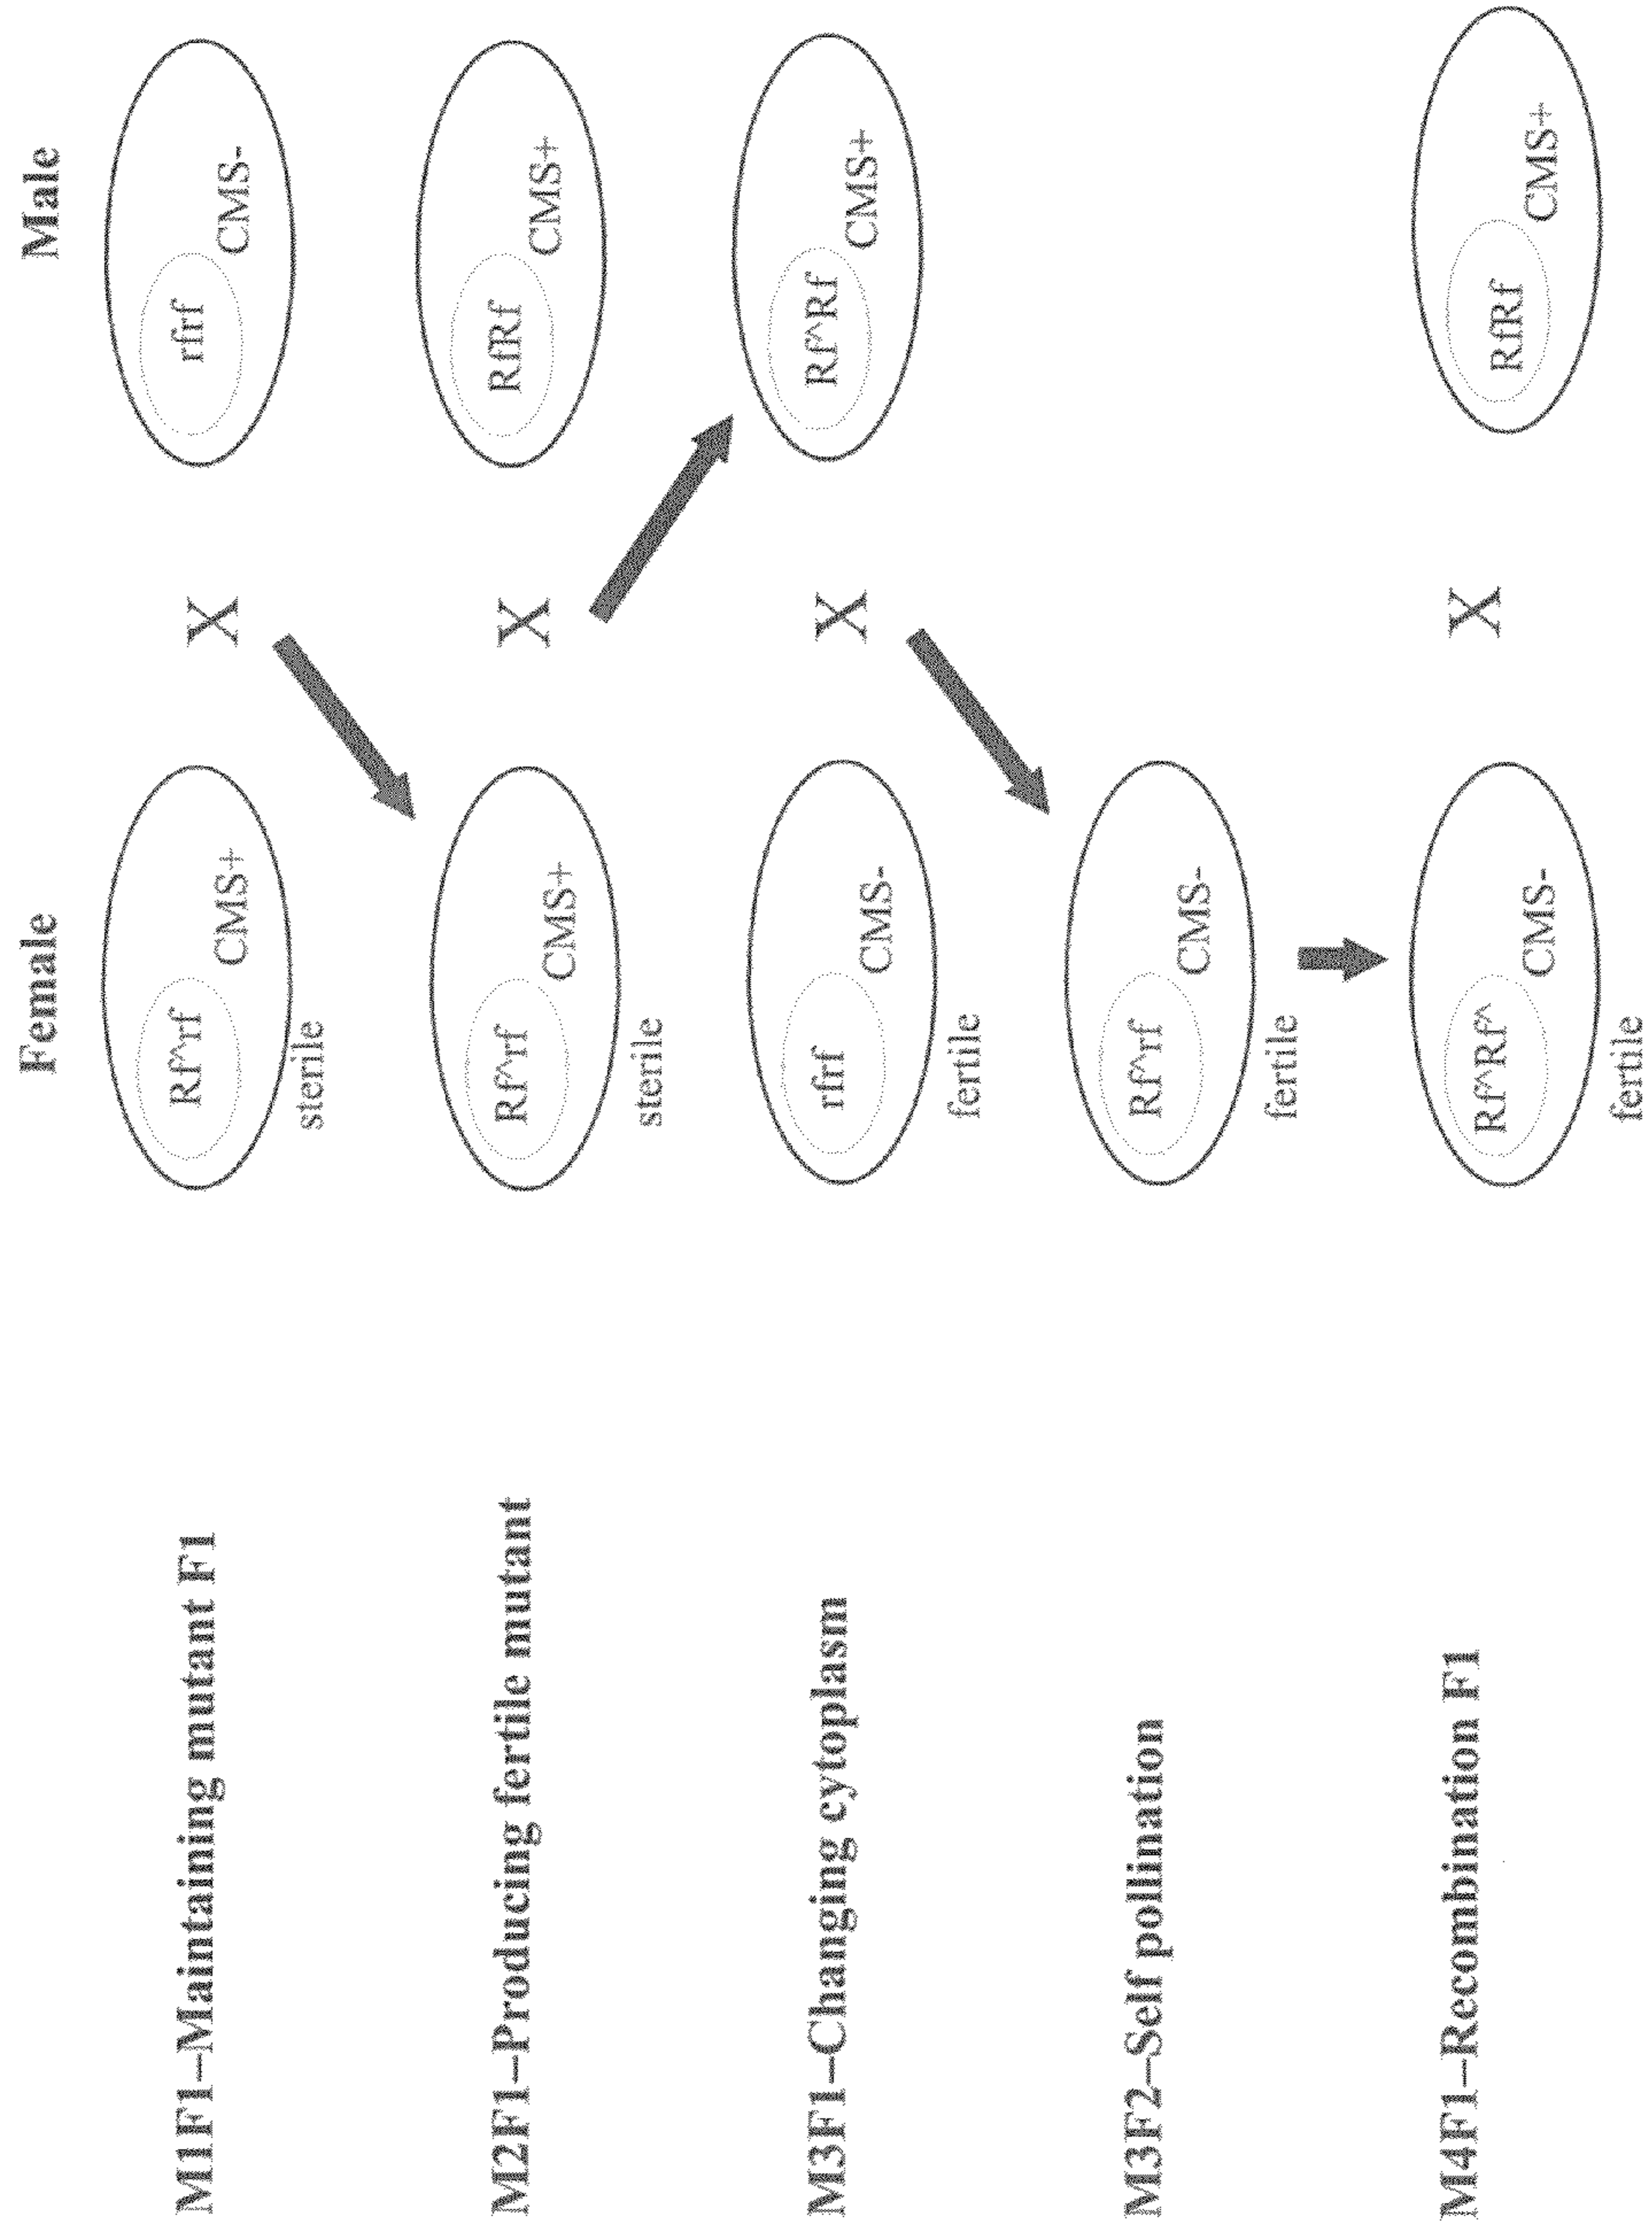 Female Male
M1F1–Maintaining mutant F1
Rf^rf
CMS+
sterile
X
rfrf
CMS-
M2F1–Producing fertile mutant
Rf^rf
CMS+
sterile
X
RfRf
CMS+
M3F1–Changing cytoplasm
rfrf
CMS-
fertile
X
Rf^Rf
CMS+
M3F2–Self pollination
Rf^rf
CMS-
fertile
M4F1–Recombination F1
Rf^Rf^
CMS-
fertile
X
RfRf
CMS+